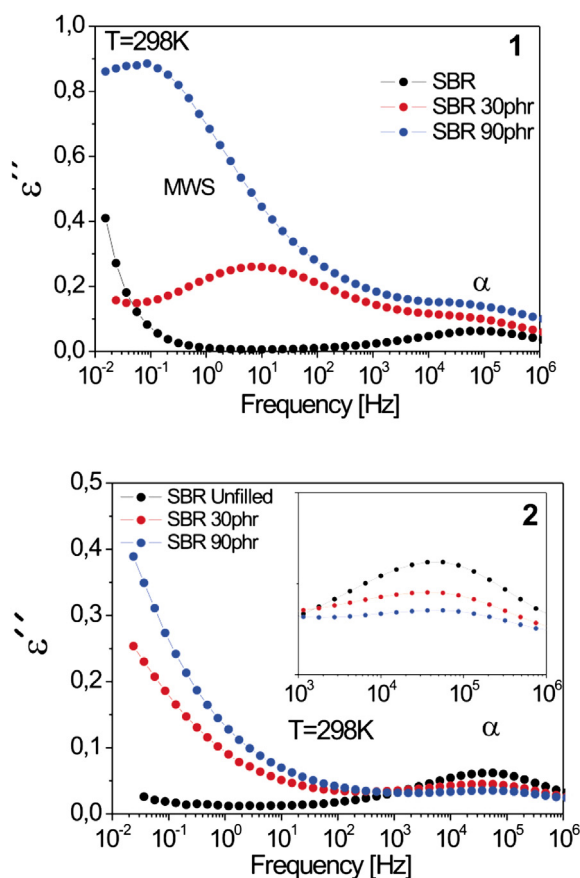 T=298K
1
SBR
SBR 30phr
SBR 90phr
MWS
α
ε´´
1,0
0,8
0,6
0,4
0,2
0,0
10-2 10-1 100 101 102 103 104 105 106
Frequency [Hz]
0,5
0,4
0,3
0,2
0,1
0,0
ε´´
SBR Unfilled
SBR 30phr
SBR 90phr
2
103 104 105 106
T=298K
α
10-2 10-1 100 101 102 103 104 105 106
Frequency [Hz]